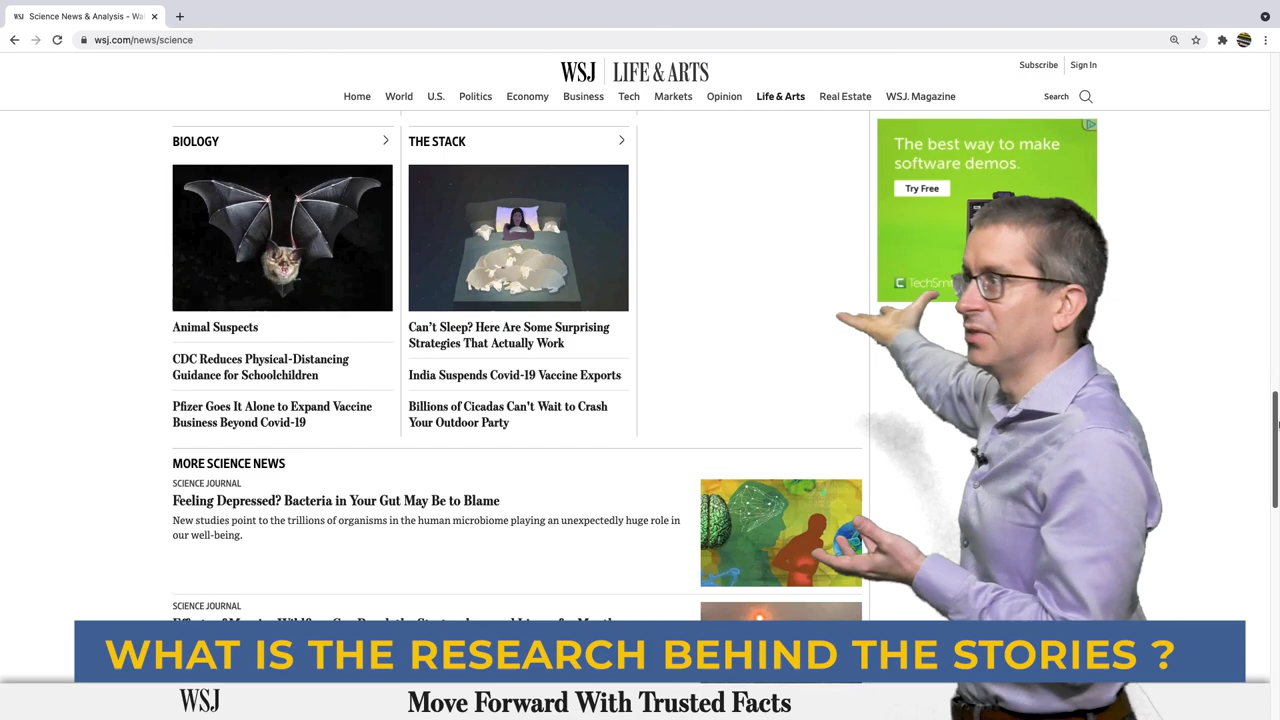 WSJ Science News & Analysis - Wa
wsj.com/news/science
WSJ LIFE & ARTS
Subscribe Sign In
Home World U.S. Politics Economy Business Tech Markets Opinion Life & Arts Real Estate WSJ. Magazine Search
BIOLOGY
Animal Suspects
CDC Reduces Physical-Distancing
Guidance for Schoolchildren
Pfizer Goes It Alone to Expand Vaccine
Business Beyond Covid-19
THE STACK
Can't Sleep? Here Are Some Surprising
Strategies That Actually Work
India Suspends Covid-19 Vaccine Exports
Billions of Cicadas Can't Wait to Crash
Your Outdoor Party
The best way to make
software demos.
Try Free
MORE SCIENCE NEWS
SCIENCE JOURNAL
Feeling Depressed? Bacteria in Your Gut May Be to Blame
New studies point to the trillions of organisms in the human microbiome playing an unexpectedly huge role in
our well-being.
SCIENCE JOURNAL
WHAT IS THE RESEARCH BEHIND THE STORIES ?
WSJ Move Forward With Trusted Facts